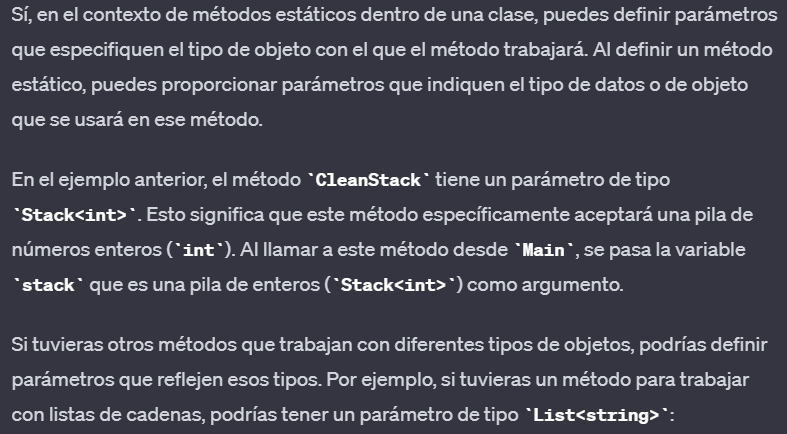 Sí, en el contexto de métodos estáticos dentro de una clase, puedes definir parámetros
que especifiquen el tipo de objeto con el que el método trabajará. Al definir un método
estático, puedes proporcionar parámetros que indiquen el tipo de datos o de objeto
que se usará en ese método.
En el ejemplo anterior, el método `CleanStack` tiene un parámetro de tipo
`Stack<int>`. Esto significa que este método específicamente aceptará una pila de
números enteros (`int`). Al llamar a este método desde `Main`, se pasa la variable
`stack` que es una pila de enteros (`Stack<int>`) como argumento.
Si tuvieras otros métodos que trabajan con diferentes tipos de objetos, podrías definir
parámetros que reflejen esos tipos. Por ejemplo, si tuvieras un método para trabajar
con listas de cadenas, podrías tener un parámetro de tipo `List<string>`: